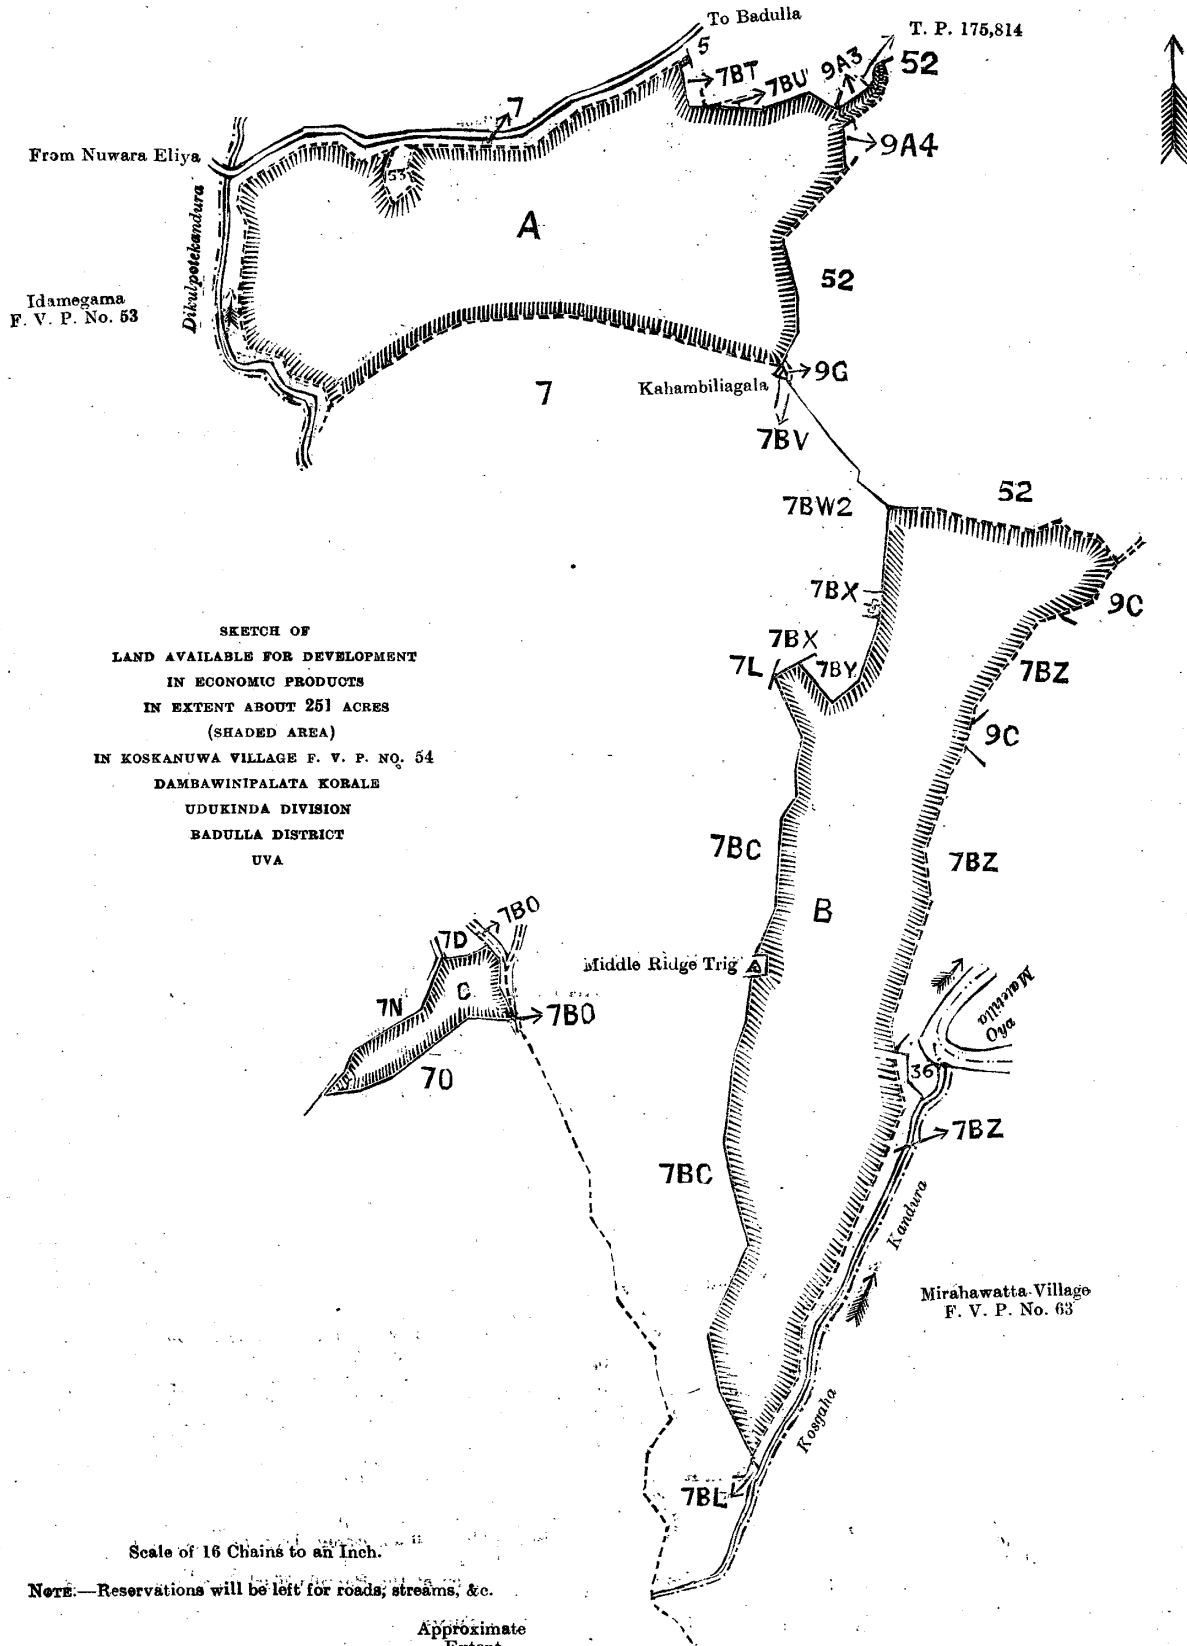 To Badulla
T. P. 175,814
5
7BT
7BU
9A3
52
7
From Nuwara Eliya
53
9A4
Dikulpotekandura
A
52
Idamegama
F. V. P. No. 53
9G
Kahambiliagala
7
7BV
52
7BW2
7BX
9C
SKETCH OF
LAND AVAILABLE FOR DEVELOPMENT
IN ECONOMIC PRODUCTS
IN EXTENT ABOUT 251 ACRES
(SHADED AREA)
IN KOSKANUWA VILLAGE F. V. P. NO. 54
DAMBAWINIPALATA KORALE
UDUKINDA DIVISION
BADULLA DISTRICT
UVA
7BX
7L
7BY
7BZ
9C
7BC
7BZ
B
7BO
7D
Middle Ridge Trig
C
7N
7BO
7O
Oya
36
7BZ
7BC
Kandura
Mirahawatta Village
F. V. P. No. 63
Kosgaha
7BL
Scale of 16 Chains to an Inch.
NOTE.—Reservations will be left for roads, streams, &c.
Approximate
Extent